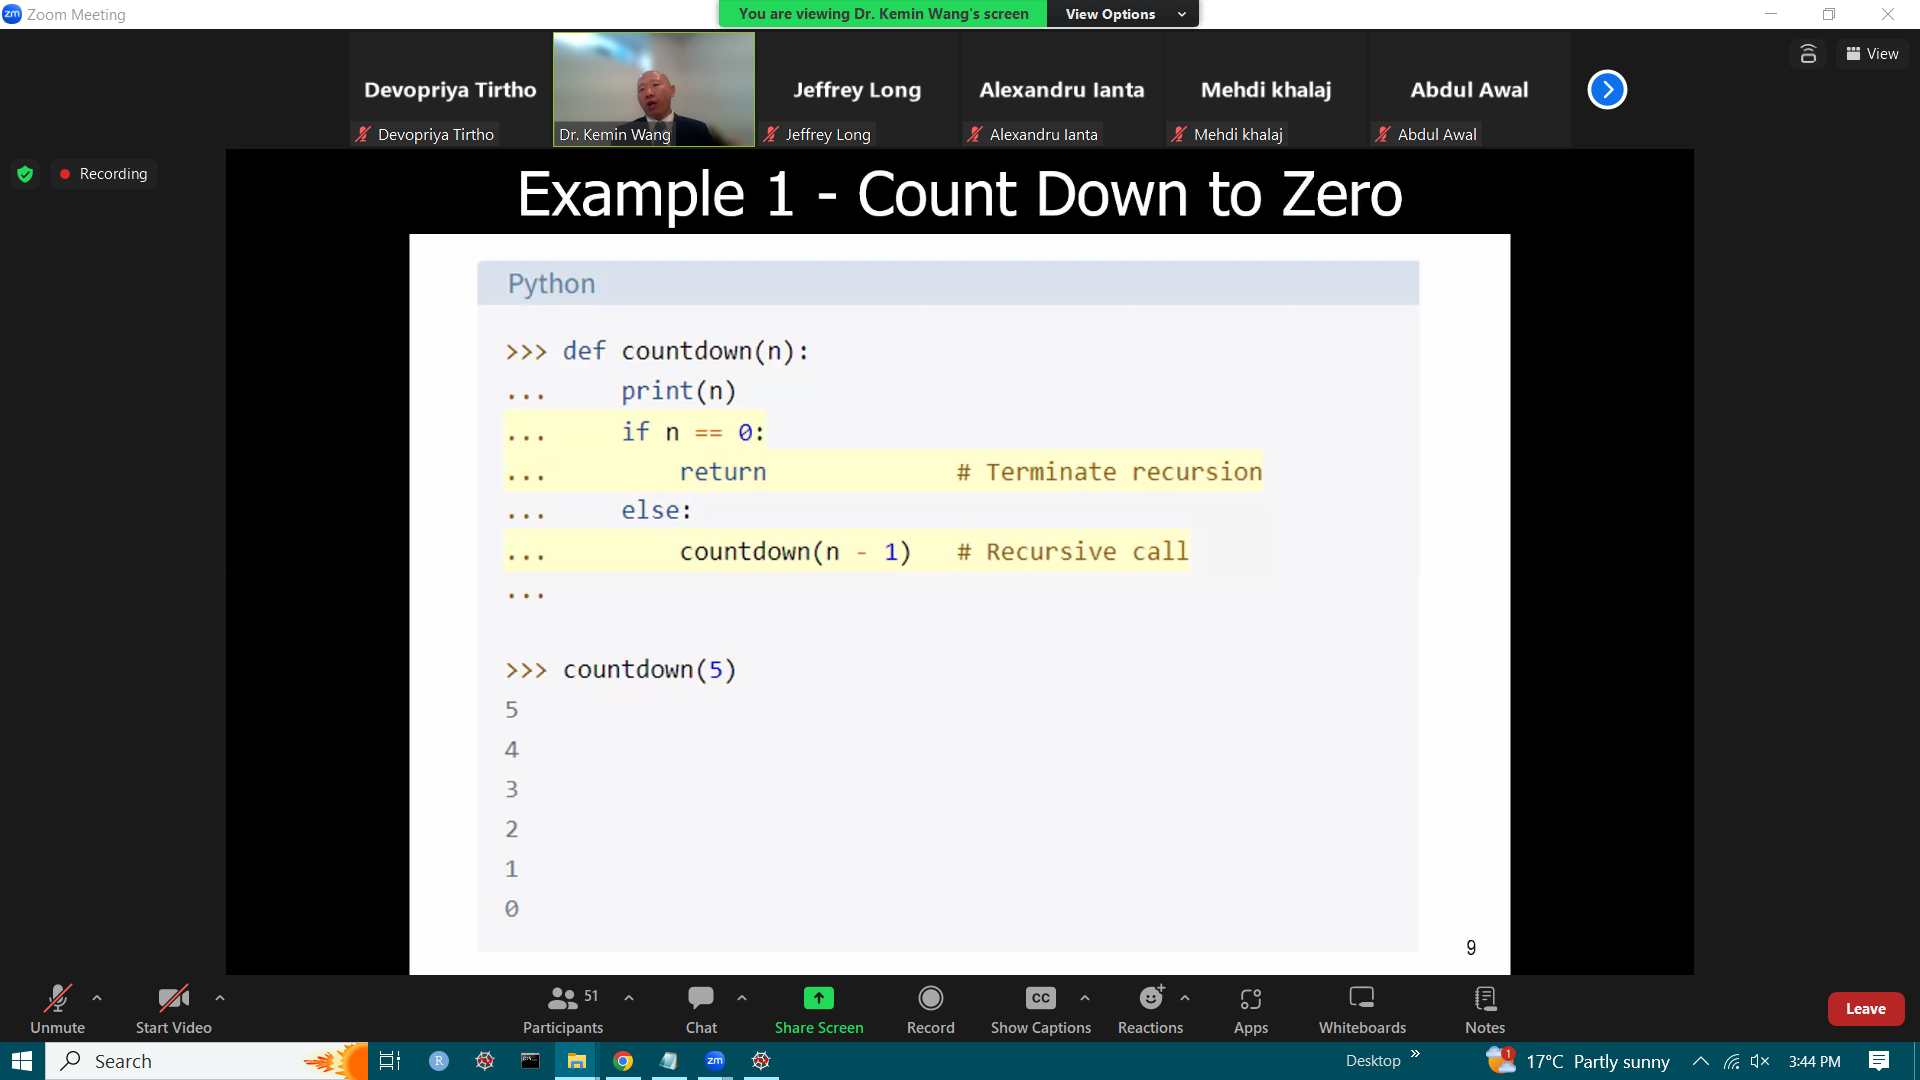 zm Zoom Meeting
You are viewing Dr. Kemin Wang's screen
View Options
Devopriya Tirtho
Jeffrey Long
Alexandru Ianta
Mehdi khalaj
Abdul Awal
View
Devopriya Tirtho
Dr. Kemin Wang
Jeffrey Long
Alexandru Ianta
Mehdi khalaj
Abdul Awal
Recording
Example 1 - Count Down to Zero
Python
>>> def countdown(n):
...     print(n)
...     if n == 0:
...         return             # Terminate recursion
...     else:
...         countdown(n - 1)   # Recursive call
...
>>> countdown(5)
5
4
3
2
1
0
9
51
CC
Unmute
Start Video
Participants
Chat
Share Screen
Record
Show Captions
Reactions
Apps
Whiteboards
Notes
Leave
Search
R
zm
Desktop »
1
17°C Partly sunny
3:44 PM